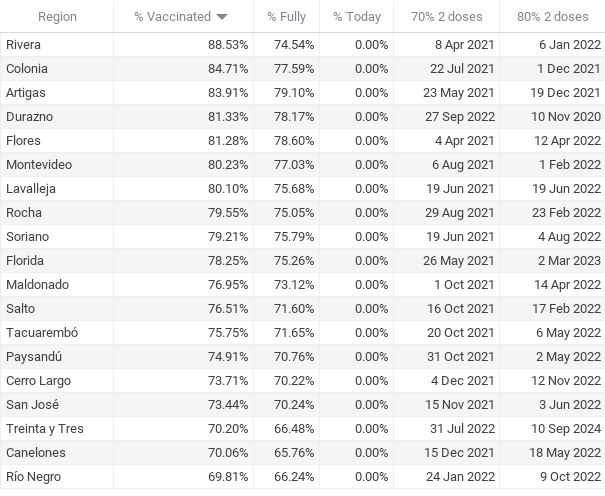 Region % Vaccinated % Fully % Today 70% 2 doses 80% 2 doses
Rivera 88.53% 74.54% 0.00% 8 Apr 2021 6 Jan 2022
Colonia 84.71% 77.59% 0.00% 22 Jul 2021 1 Dec 2021
Artigas 83.91% 79.10% 0.00% 23 May 2021 19 Dec 2021
Durazno 81.33% 78.17% 0.00% 27 Sep 2022 10 Nov 2020
Flores 81.28% 78.60% 0.00% 4 Apr 2021 12 Apr 2022
Montevideo 80.23% 77.03% 0.00% 6 Aug 2021 1 Feb 2022
Lavalleja 80.10% 75.68% 0.00% 19 Jun 2021 19 Jun 2022
Rocha 79.55% 75.05% 0.00% 29 Aug 2021 23 Feb 2022
Soriano 79.21% 75.79% 0.00% 19 Jun 2021 4 Aug 2022
Florida 78.25% 75.26% 0.00% 26 May 2021 2 Mar 2023
Maldonado 76.95% 73.12% 0.00% 1 Oct 2021 14 Apr 2022
Salto 76.51% 71.60% 0.00% 16 Oct 2021 17 Feb 2022
Tacuarembó 75.75% 71.65% 0.00% 20 Oct 2021 6 May 2022
Paysandú 74.91% 70.76% 0.00% 31 Oct 2021 2 May 2022
Cerro Largo 73.71% 70.22% 0.00% 4 Dec 2021 12 Nov 2022
San José 73.44% 70.24% 0.00% 15 Nov 2021 3 Jun 2022
Treinta y Tres 70.20% 66.48% 0.00% 31 Jul 2022 10 Sep 2024
Canelones 70.06% 65.76% 0.00% 15 Dec 2021 18 May 2022
Río Negro 69.81% 66.24% 0.00% 24 Jan 2022 9 Oct 2022